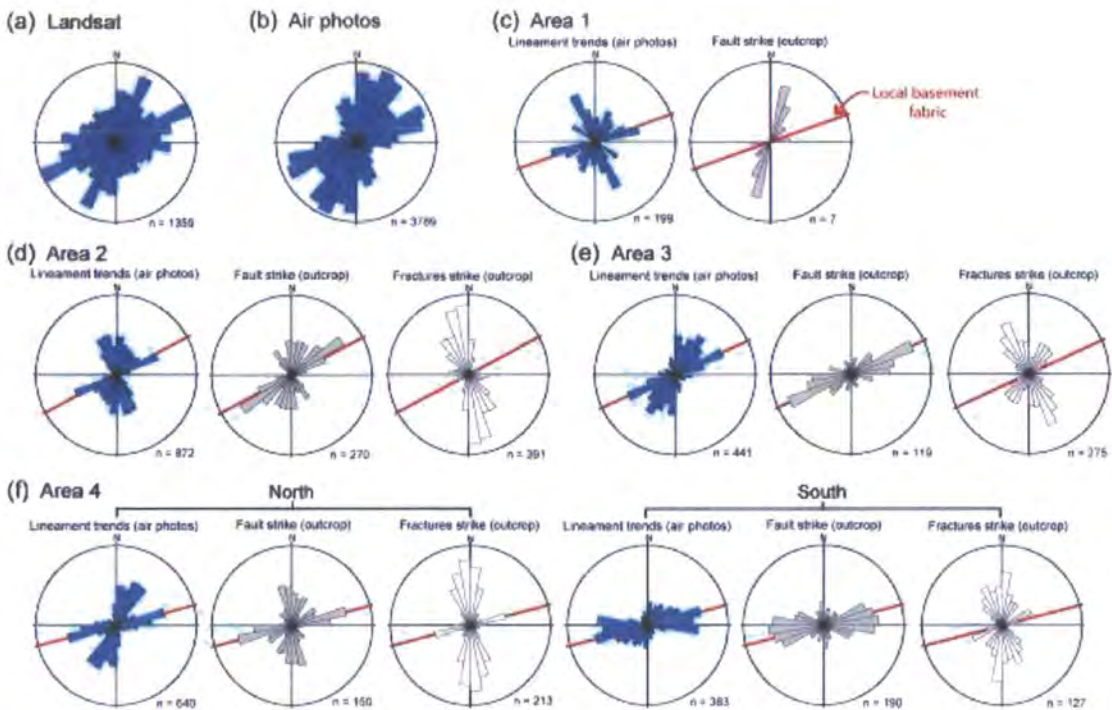 (a) Landsat
N
n = 1359
(b) Air photos
N
n = 3789
(c) Area 1
Lineament trends (air photos)
N
n = 199
Fault strike (outcrop)
N
n = 7
Local basement
fabric
(d) Area 2
Lineament trends (air photos)
N
n = 872
Fault strike (outcrop)
N
n = 270
Fractures strike (outcrop)
N
n = 391
(e) Area 3
Lineament trends (air photos)
N
n = 441
Fault strike (outcrop)
N
n = 119
Fractures strike (outcrop)
N
n = 375
(f) Area 4
North
Lineament trends (air photos)
N
n = 640
Fault strike (outcrop)
N
n = 160
Fractures strike (outcrop)
N
n = 213
South
Lineament trends (air photos)
N
n = 383
Fault strike (outcrop)
N
n = 190
Fractures strike (outcrop)
N
n = 127